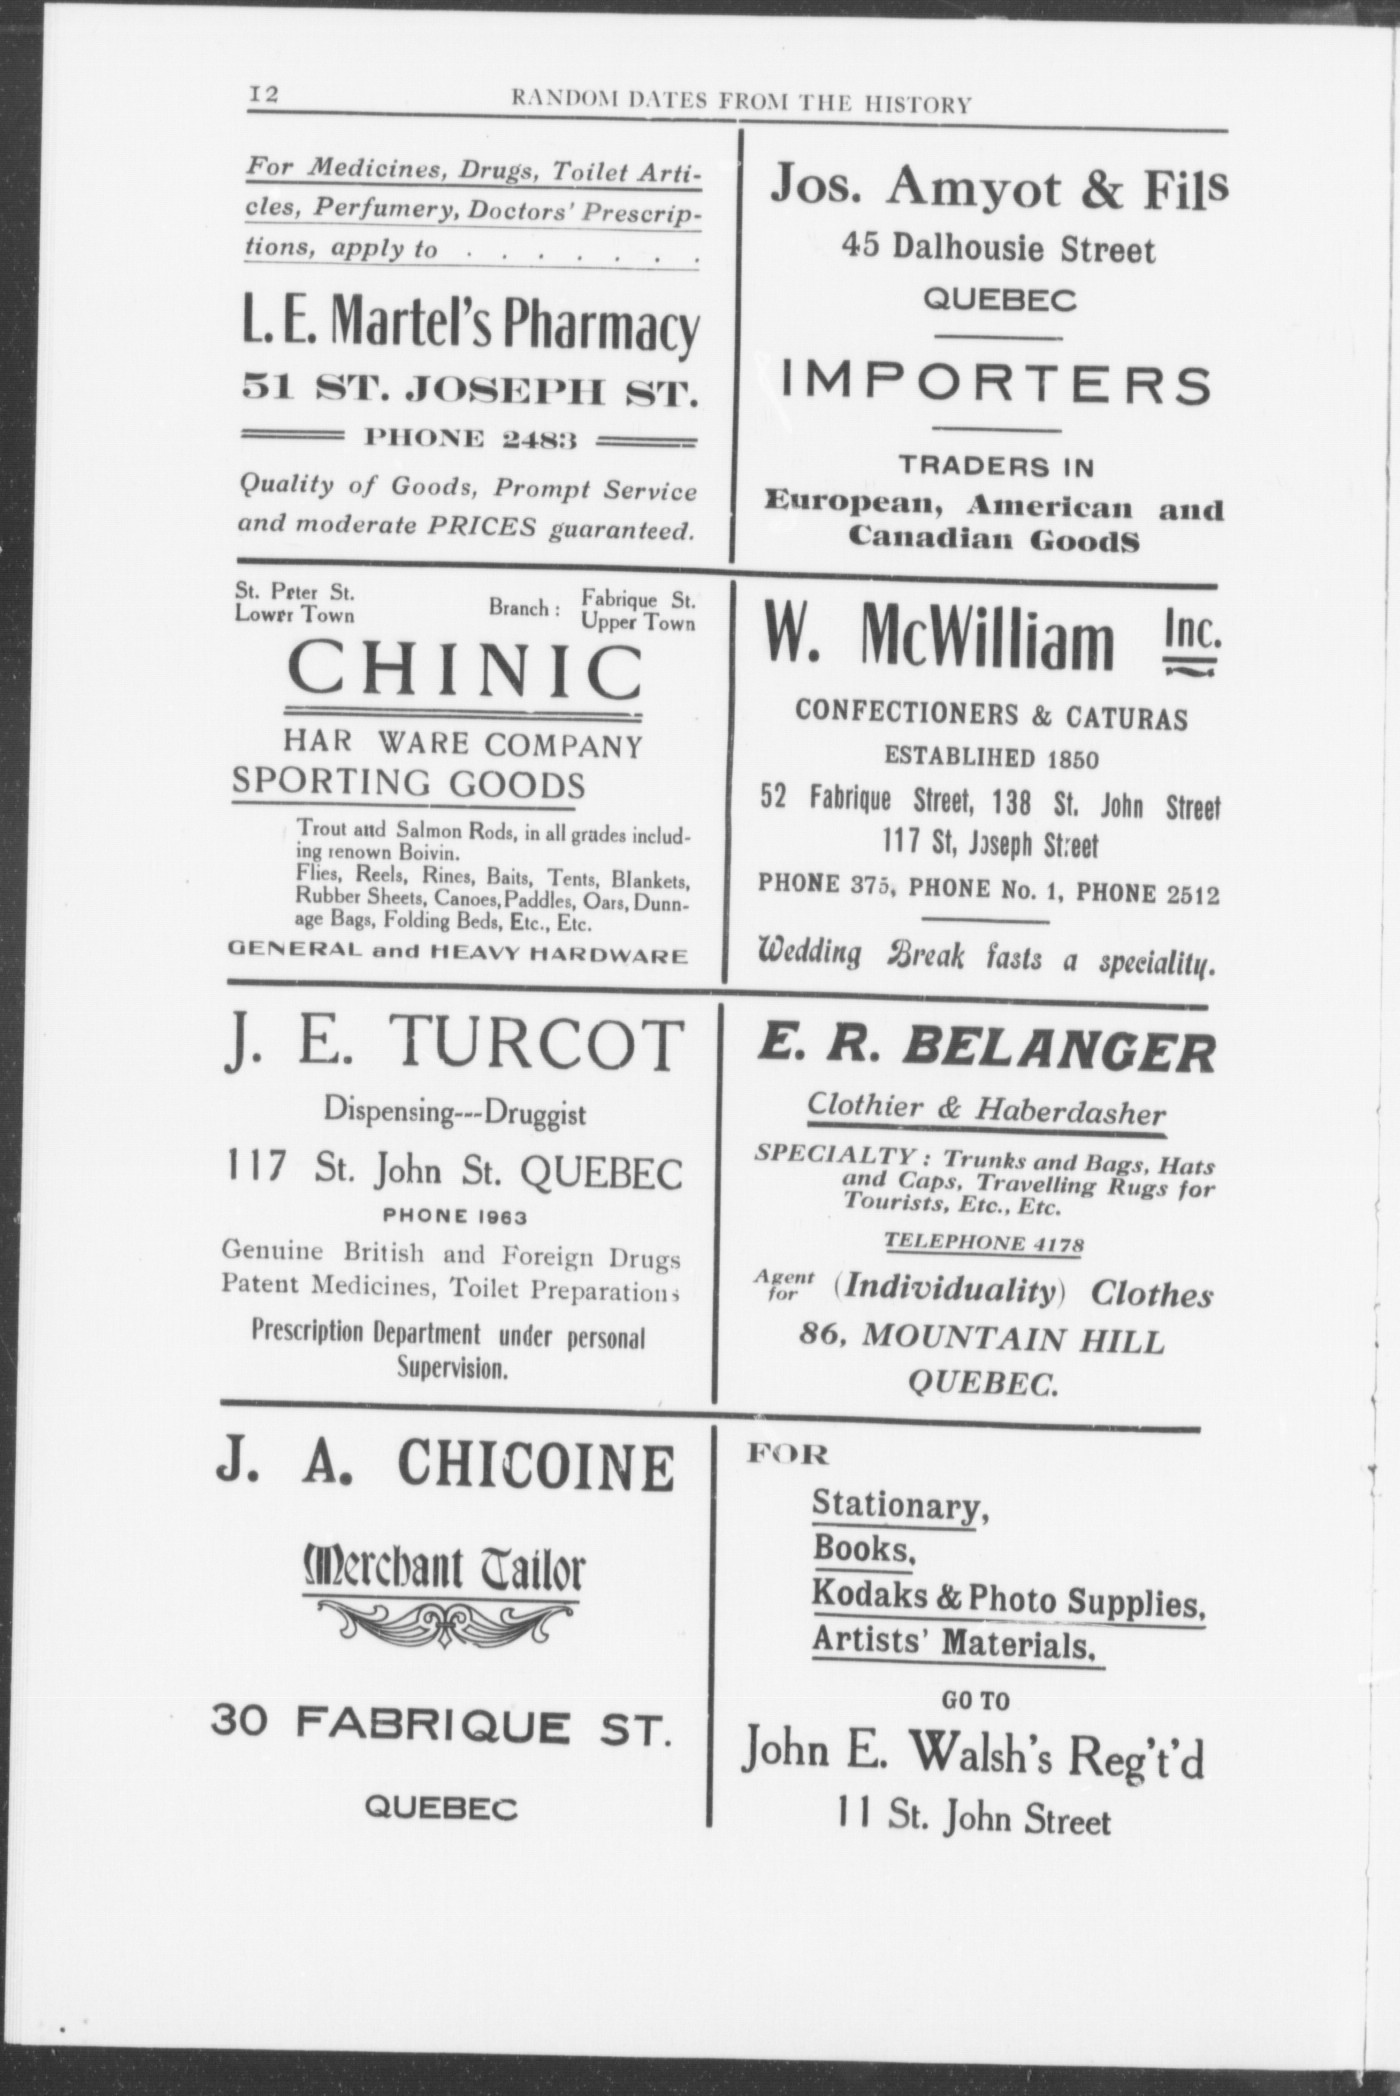 12
RANDOM DATES FROM THE HISTORY
For Medicines, Drugs, Toilet Arti-
cles, Perfumery, Doctors' Prescrip-
tions, apply to . . . . . . .
L. E. Martel's Pharmacy
51 ST. JOSEPH ST.
PHONE 2483
Quality of Goods, Prompt Service
and moderate PRICES guaranteed.
Jos. Amyot & Fils
45 Dalhousie Street
QUEBEC
IMPORTERS
TRADERS IN
European, American and
Canadian GoodS
St. Peter St.
Lower Town
Branch :
Fabrique St.
Upper Town
CHINIC
HAR WARE COMPANY
SPORTING GOODS
Trout and Salmon Rods, in all grades includ-
ing renown Boivin.
Flies, Reels, Rines, Baits, Tents, Blankets,
Rubber Sheets, Canoes, Paddles, Oars, Dunn-
age Bags, Folding Beds, Etc., Etc.
GENERAL and HEAVY HARDWARE
W. McWilliam Inc.
CONFECTIONERS & CATURAS
ESTABLIHED 1850
52 Fabrique Street, 138 St. John Street
117 St, Joseph Street
PHONE 375, PHONE No. 1, PHONE 2512
Wedding Break fasts a speciality.
J. E. TURCOT
Dispensing---Druggist
117 St. John St. QUEBEC
PHONE 1963
Genuine British and Foreign Drugs
Patent Medicines, Toilet Preparations
Prescription Department under personal
Supervision.
E. R. BELANGER
Clothier & Haberdasher
SPECIALTY : Trunks and Bags, Hats
and Caps, Travelling Rugs for
Tourists, Etc., Etc.
TELEPHONE 4178
Agent for (Individuality) Clothes
86, MOUNTAIN HILL
QUEBEC.
J. A. CHICOINE
Merchant Tailor
30 FABRIQUE ST.
QUEBEC
FOR
Stationary,
Books,
Kodaks & Photo Supplies,
Artists' Materials.
GO TO
John E. Walsh's Reg't'd
11 St. John Street